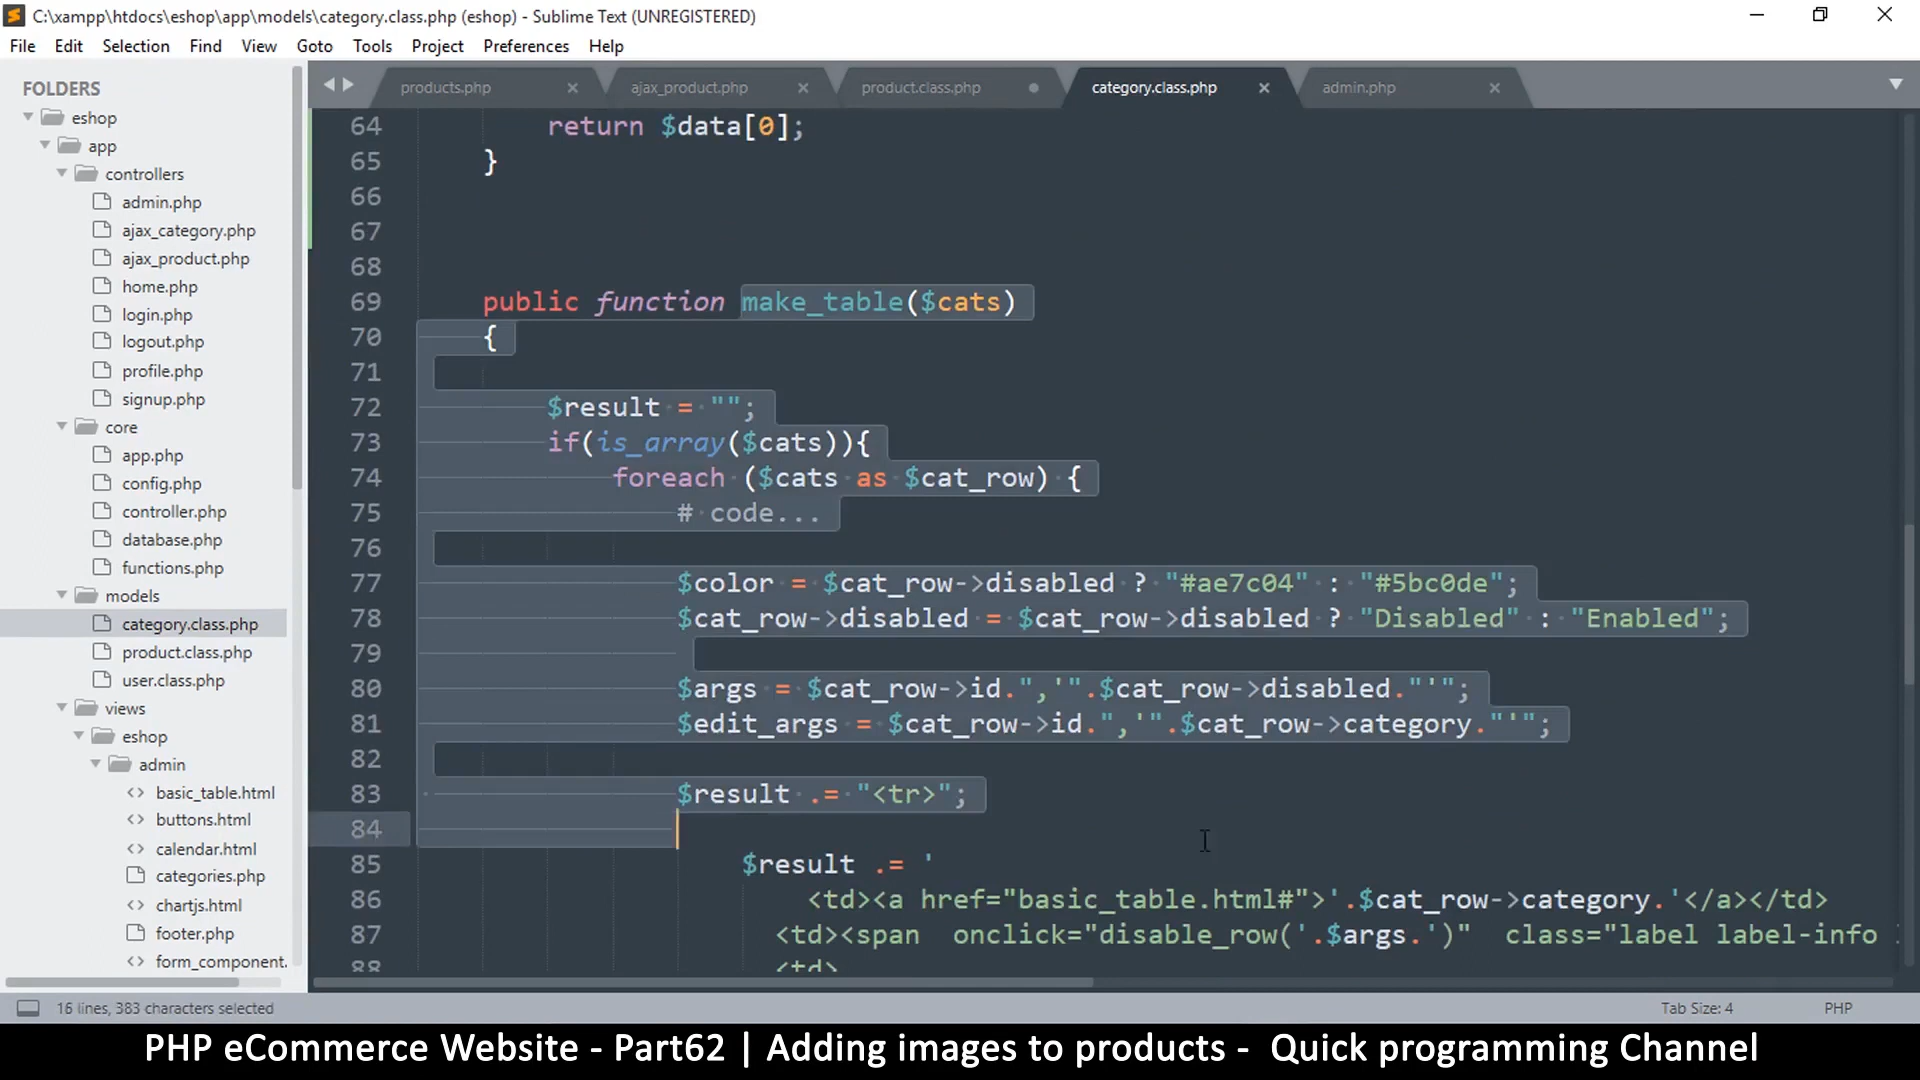 C:\xampp\htdocs\eshop\app\models\category.class.php (eshop) - Sublime Text (UNREGISTERED)
File Edit Selection Find View Goto Tools Project Preferences Help
FOLDERS
eshop
app
controllers
admin.php
ajax_category.php
ajax_product.php
home.php
login.php
logout.php
profile.php
signup.php
core
app.php
config.php
controller.php
database.php
functions.php
models
category.class.php
product.class.php
user.class.php
views
eshop
admin
basic_table.html
buttons.html
calendar.html
categories.php
chartjs.html
footer.php
form_component.
products.php ajax_product.php product.class.php category.class.php admin.php
64 return $data[0];
65 }
66
67
68
69 public function make_table($cats)
70 {
71
72 $result = "";
73 if(is_array($cats)){
74 foreach ($cats as $cat_row) {
75 # code...
76
77 $color = $cat_row->disabled ? "#ae7c04" : "#5bc0de";
78 $cat_row->disabled = $cat_row->disabled ? "Disabled" : "Enabled";
79
80 $args = $cat_row->id.",'".$cat_row->disabled."'";
81 $edit_args = $cat_row->id.",'".$cat_row->category."'";
82
83 $result .= "<tr>";
84
85 $result .= '
86 <td><a href="basic_table.html#">'.$cat_row->category.'</a></td>
87 <td><span onclick="disable_row('.$args.')" class="label label-info
88 <td>
16 lines, 383 characters selected
Tab Size: 4 PHP
PHP eCommerce Website - Part62 | Adding images to products - Quick programming Channel